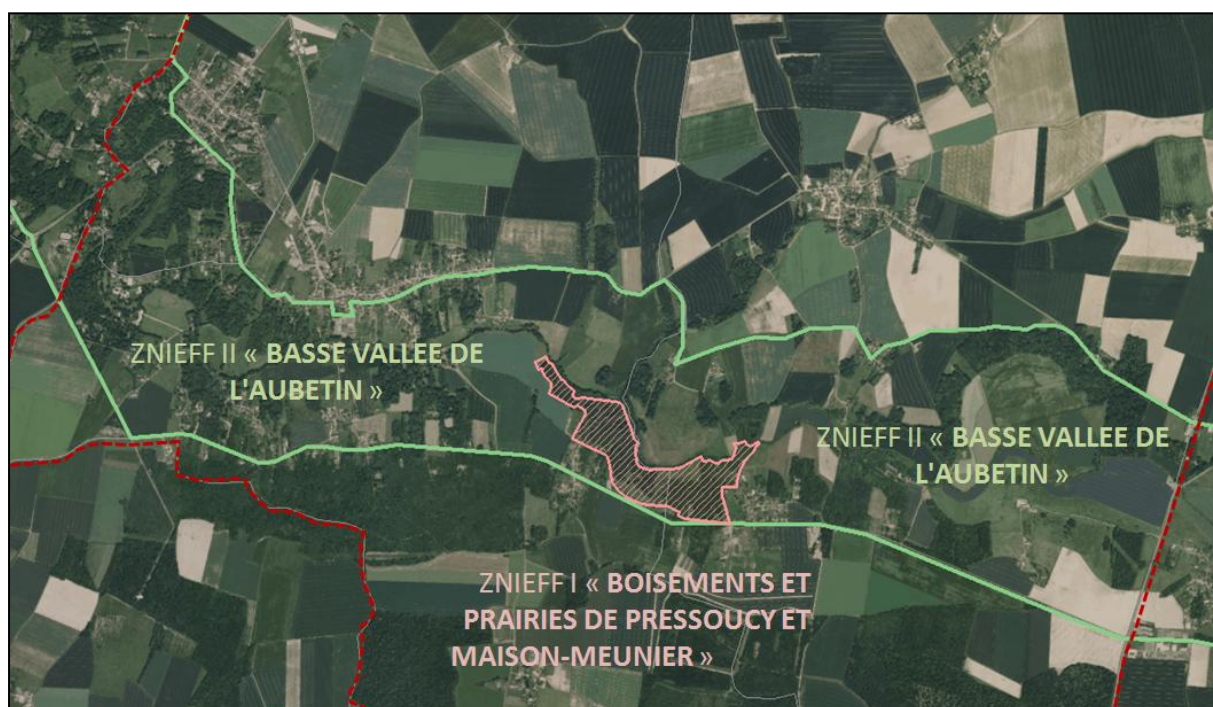 ZNIEFF II « BASSE VALLEE DE
L'AUBETIN »
ZNIEFF II « BASSE VALLEE DE
L'AUBETIN »
ZNIEFF I « BOISEMENTS ET
PRAIRIES DE PRESSOUCY ET
MAISON-MEUNIER »